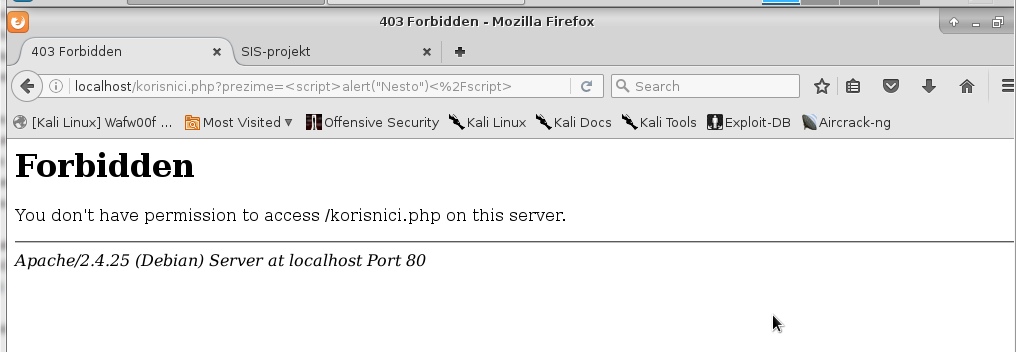 403 Forbidden - Mozilla Firefox
403 Forbidden
SIS-projekt
localhost/korisnici.php?prezime=<script>alert("Nesto")<%2Fscript>
Search
[Kali Linux] Wafw00f ...
Most Visited
Offensive Security
Kali Linux
Kali Docs
Kali Tools
Exploit-DB
Aircrack-ng
Forbidden
You don't have permission to access /korisnici.php on this server.
Apache/2.4.25 (Debian) Server at localhost Port 80